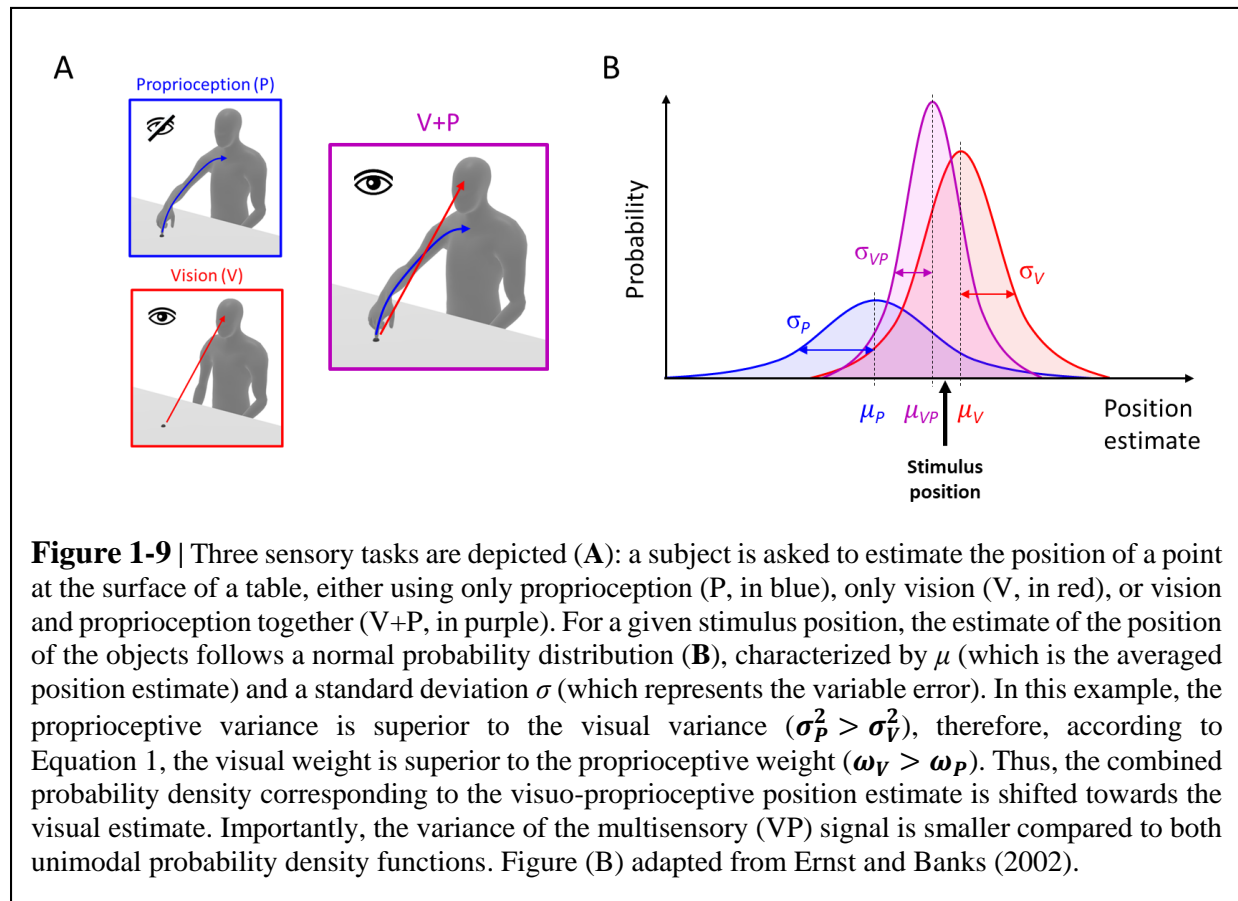 A
Proprioception (P)
Vision (V)
V+P
B
Probability
σP
σVP
σV
μP μVP μV
Position
estimate
Stimulus
position
Figure 1-9 | Three sensory tasks are depicted (A): a subject is asked to estimate the position of a point
at the surface of a table, either using only proprioception (P, in blue), only vision (V, in red), or vision
and proprioception together (V+P, in purple). For a given stimulus position, the estimate of the position
of the objects follows a normal probability distribution (B), characterized by μ (which is the averaged
position estimate) and a standard deviation σ (which represents the variable error). In this example, the
proprioceptive variance is superior to the visual variance (σ²P > σ²V), therefore, according to
Equation 1, the visual weight is superior to the proprioceptive weight (ωV > ωP). Thus, the combined
probability density corresponding to the visuo-proprioceptive position estimate is shifted towards the
visual estimate. Importantly, the variance of the multisensory (VP) signal is smaller compared to both
unimodal probability density functions. Figure (B) adapted from Ernst and Banks (2002).